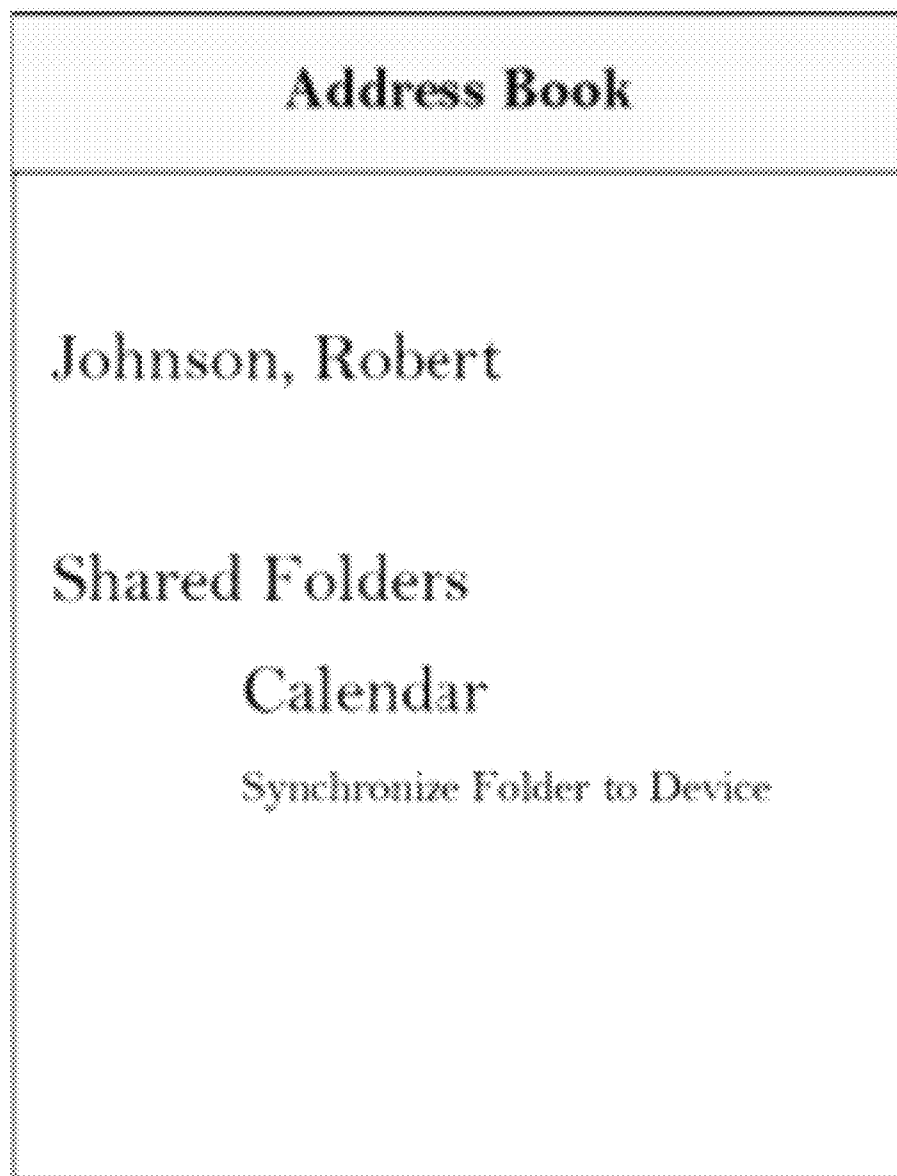 Address Book
Johnson, Robert
Shared Folders
Calendar
Synchronize Folder to Device